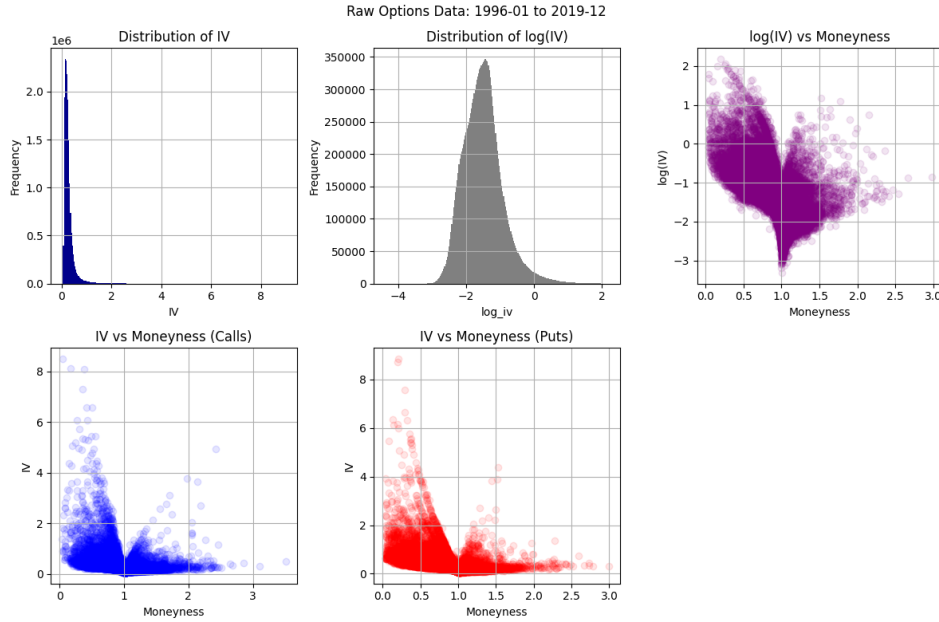 Raw Options Data: 1996-01 to 2019-12
Distribution of IV
1e6
2.0
1.5
1.0
0.5
0.0
Frequency
0 2 4 6 8
IV
Distribution of log(IV)
350000
300000
250000
200000
150000
100000
50000
0
Frequency
−4 −2 0 2
log_iv
log(IV) vs Moneyness
2
1
0
−1
−2
−3
log(IV)
0.0 0.5 1.0 1.5 2.0 2.5 3.0
Moneyness
IV vs Moneyness (Calls)
8
6
4
2
0
IV
0 1 2 3
Moneyness
IV vs Moneyness (Puts)
8
6
4
2
0
IV
0.0 0.5 1.0 1.5 2.0 2.5 3.0
Moneyness